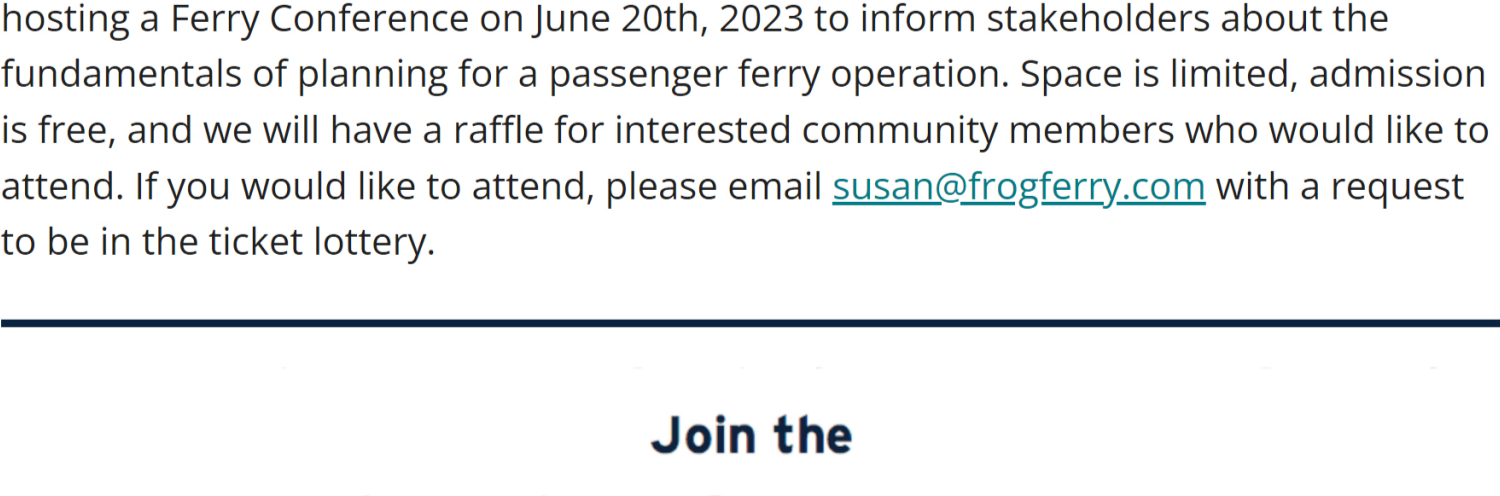 hosting a Ferry Conference on June 20th, 2023 to inform stakeholders about the
fundamentals of planning for a passenger ferry operation. Space is limited, admission
is free, and we will have a raffle for interested community members who would like to
attend. If you would like to attend, please email susan@frogferry.com with a request
to be in the ticket lottery.
Join the